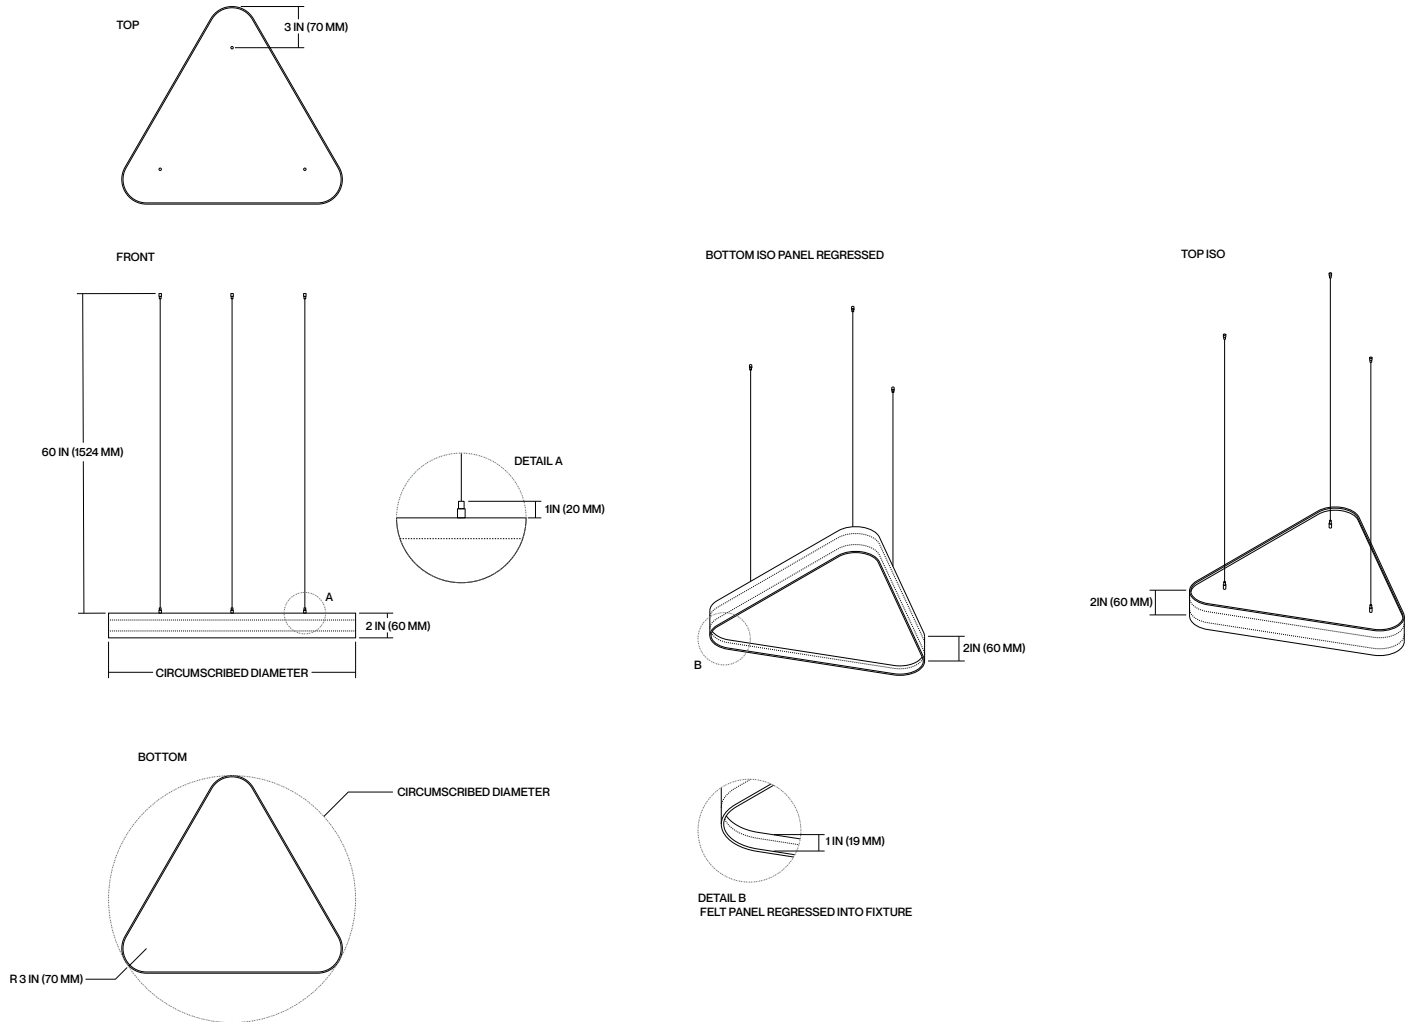 TOP
3 IN (70 MM)
FRONT
BOTTOM ISO PANEL REGRESSED
TOP ISO
60 IN (1524 MM)
DETAIL A
1IN (20 MM)
A
2 IN (60 MM)
CIRCUMSCRIBED DIAMETER
2IN (60 MM)
B
2IN (60 MM)
BOTTOM
CIRCUMSCRIBED DIAMETER
R 3 IN (70 MM)
1 IN (19 MM)
DETAIL B
FELT PANEL REGRESSED INTO FIXTURE